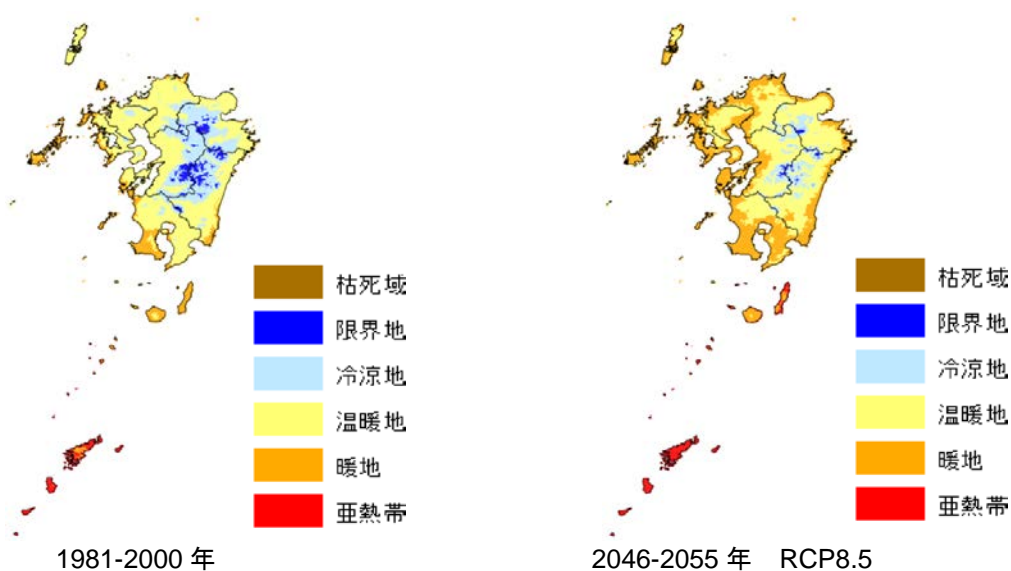 枯死域
限界地
冷涼地
温暖地
暖地
亜熱帯
1981-2000 年
枯死域
限界地
冷涼地
温暖地
暖地
亜熱帯
2046-2055 年 RCP8.5